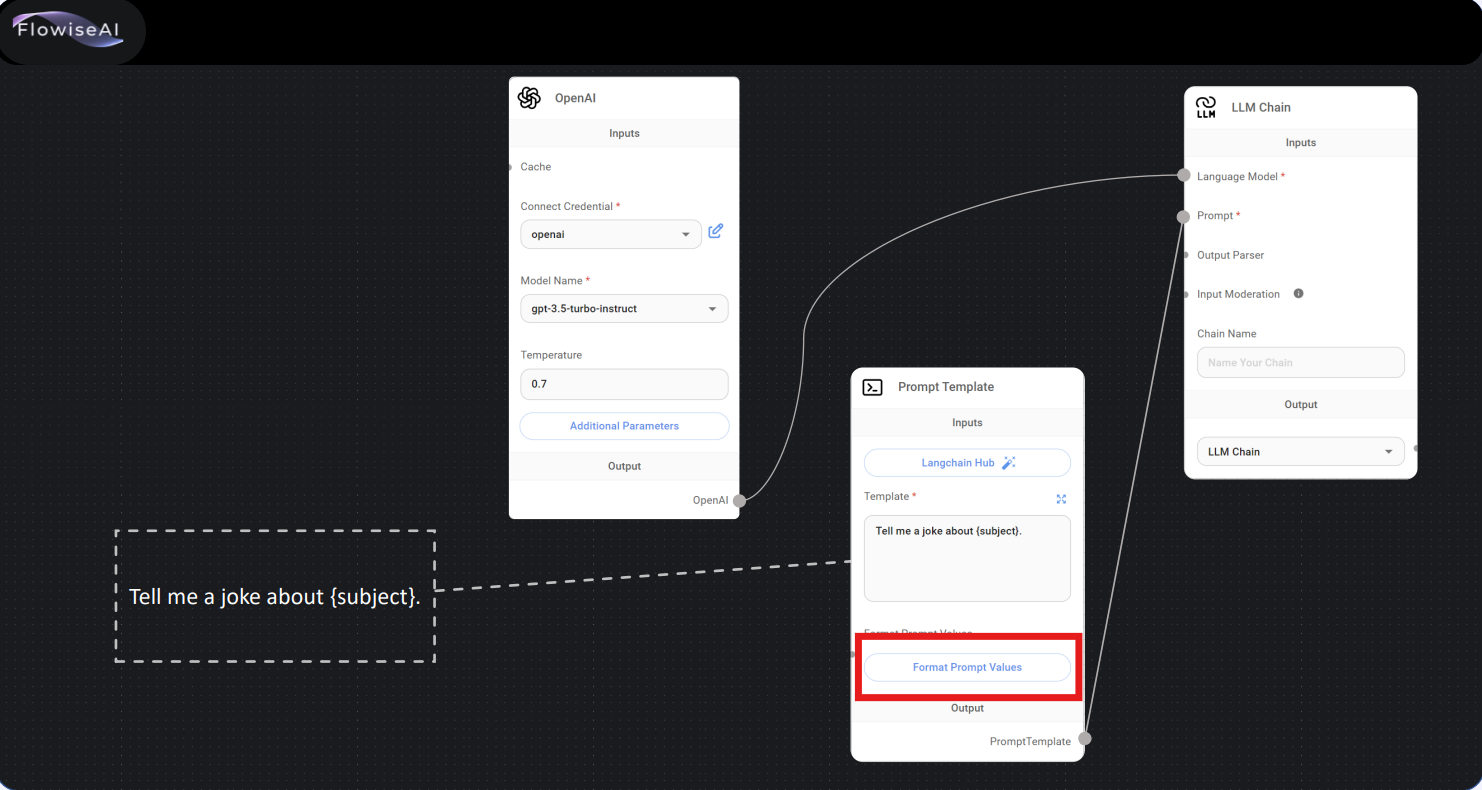 FlowiseAI
OpenAI
Inputs
Cache
Connect Credential *
openai
Model Name *
gpt-3.5-turbo-instruct
Temperature
0.7
Additional Parameters
Output
OpenAI
Tell me a joke about {subject}.
Prompt Template
Inputs
Langchain Hub
Template *
Tell me a joke about {subject}.
Format Prompt Values
Format Prompt Values
Output
PromptTemplate
LLM
LLM Chain
Inputs
Language Model *
Prompt *
Output Parser
Input Moderation
Chain Name
Name Your Chain
Output
LLM Chain